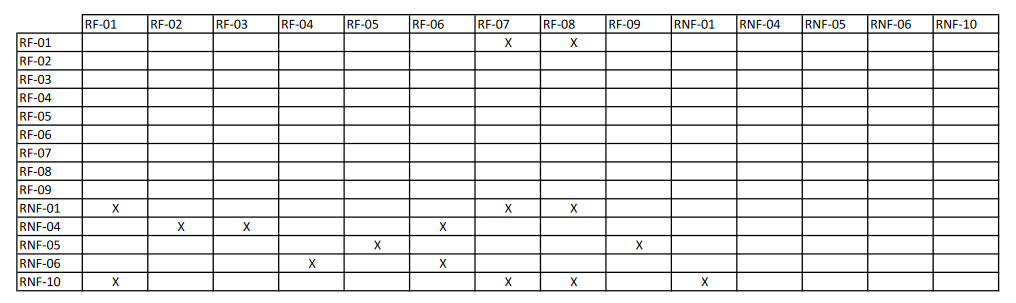 RF-01 RF-02 RF-03 RF-04 RF-05 RF-06 RF-07 RF-08 RF-09 RNF-01 RNF-04 RNF-05 RNF-06 RNF-10
RF-01 X X
RF-02
RF-03
RF-04
RF-05
RF-06
RF-07
RF-08
RF-09
RNF-01 X X X
RNF-04 X X X
RNF-05 X X
RNF-06 X X
RNF-10 X X X X